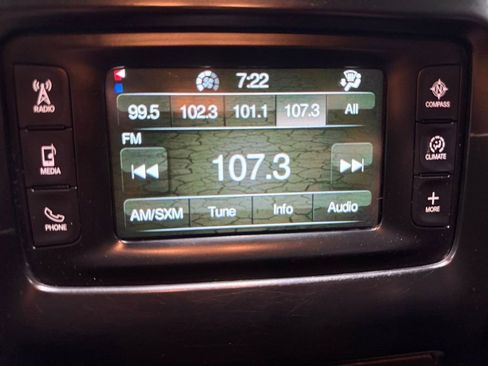 7:22
99.5 102.3 101.1 107.3 All
FM
107.3
AM/SXM Tune Info Audio
RADIO
MEDIA
PHONE
N
COMPASS
CLIMATE
+
MORE